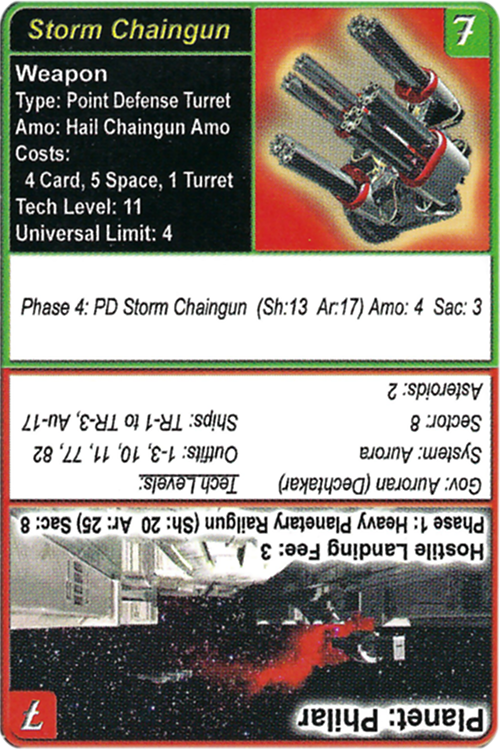 Storm Chaingun
7
Weapon
Type: Point Defense Turret
Amo: Hail Chaingun Amo
Costs:
4 Card, 5 Space, 1 Turret
Tech Level: 11
Universal Limit: 4
Phase 4: PD Storm Chaingun (Sh:13 Ar:17) Amo: 4 Sac: 3
Planet: Philar
7
Hostile Landing Fee: 3
Phase 1: Heavy Planetary Railgun (Sh: 20 Ar: 25) Sac: 8
Gov: Auroran (Dechtakar)
System: Aurora
Sector: 8
Asteroids: 2
Tech Levels:
Outfits: 1-3, 10, 11, 77, 82
Ships: TR-1 to TR-3, Au-17